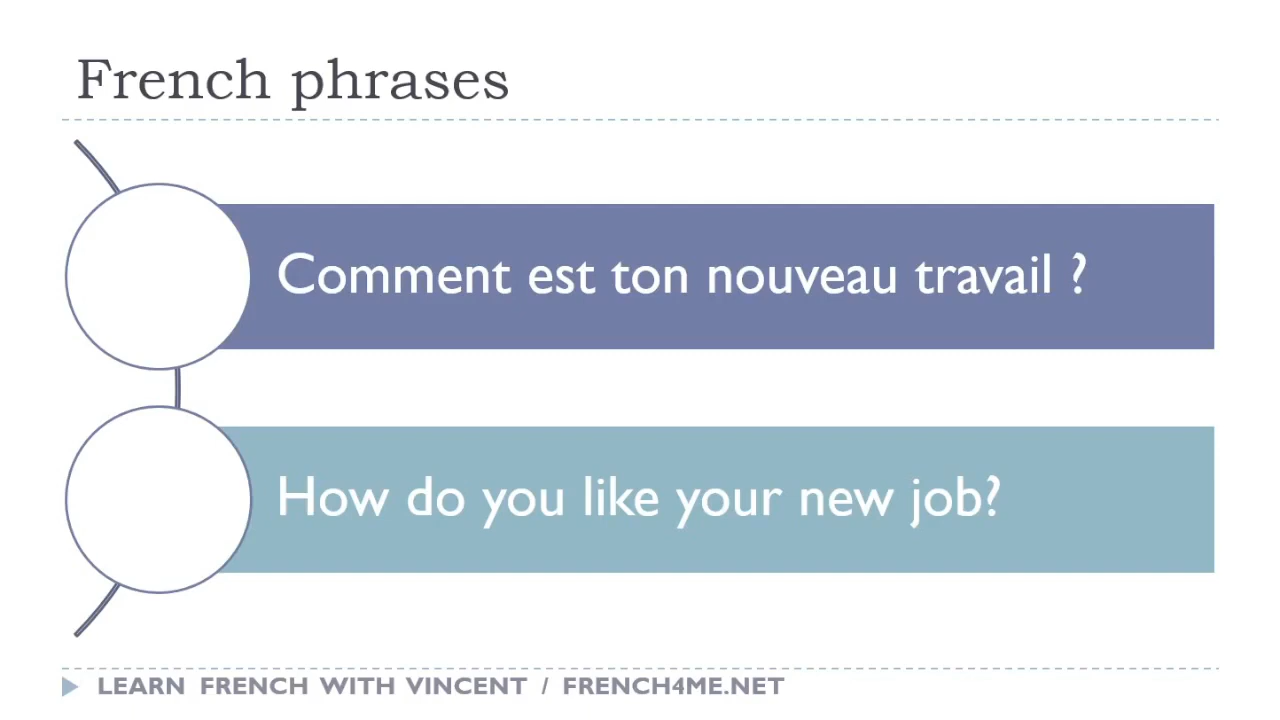 French phrases
Comment est ton nouveau travail ?
How do you like your new job?
LEARN FRENCH WITH VINCENT / FRENCH4ME.NET